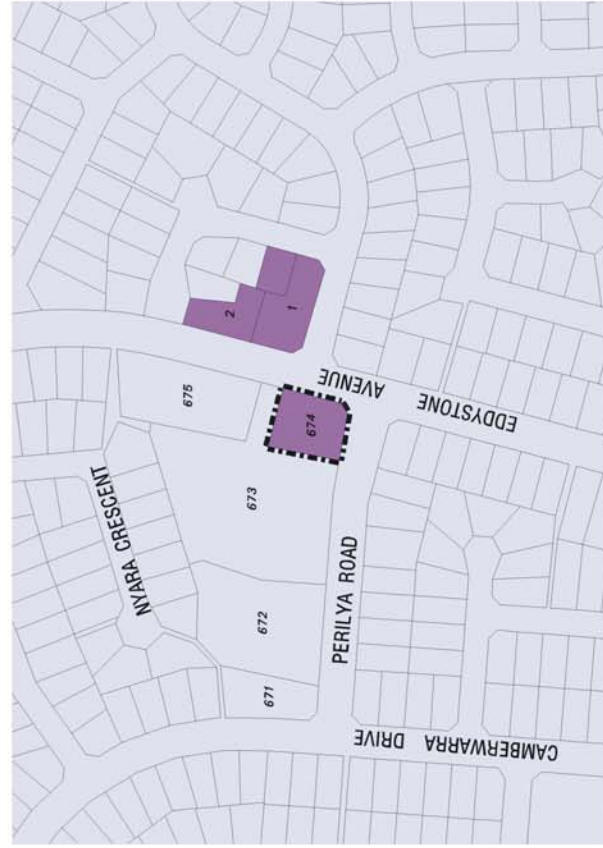 2
1
675
AVENUE
EDDYSTONE
674
673
NYARA CRESCENT
PERILYA ROAD
672
671
CAMBERWARRA DRIVE